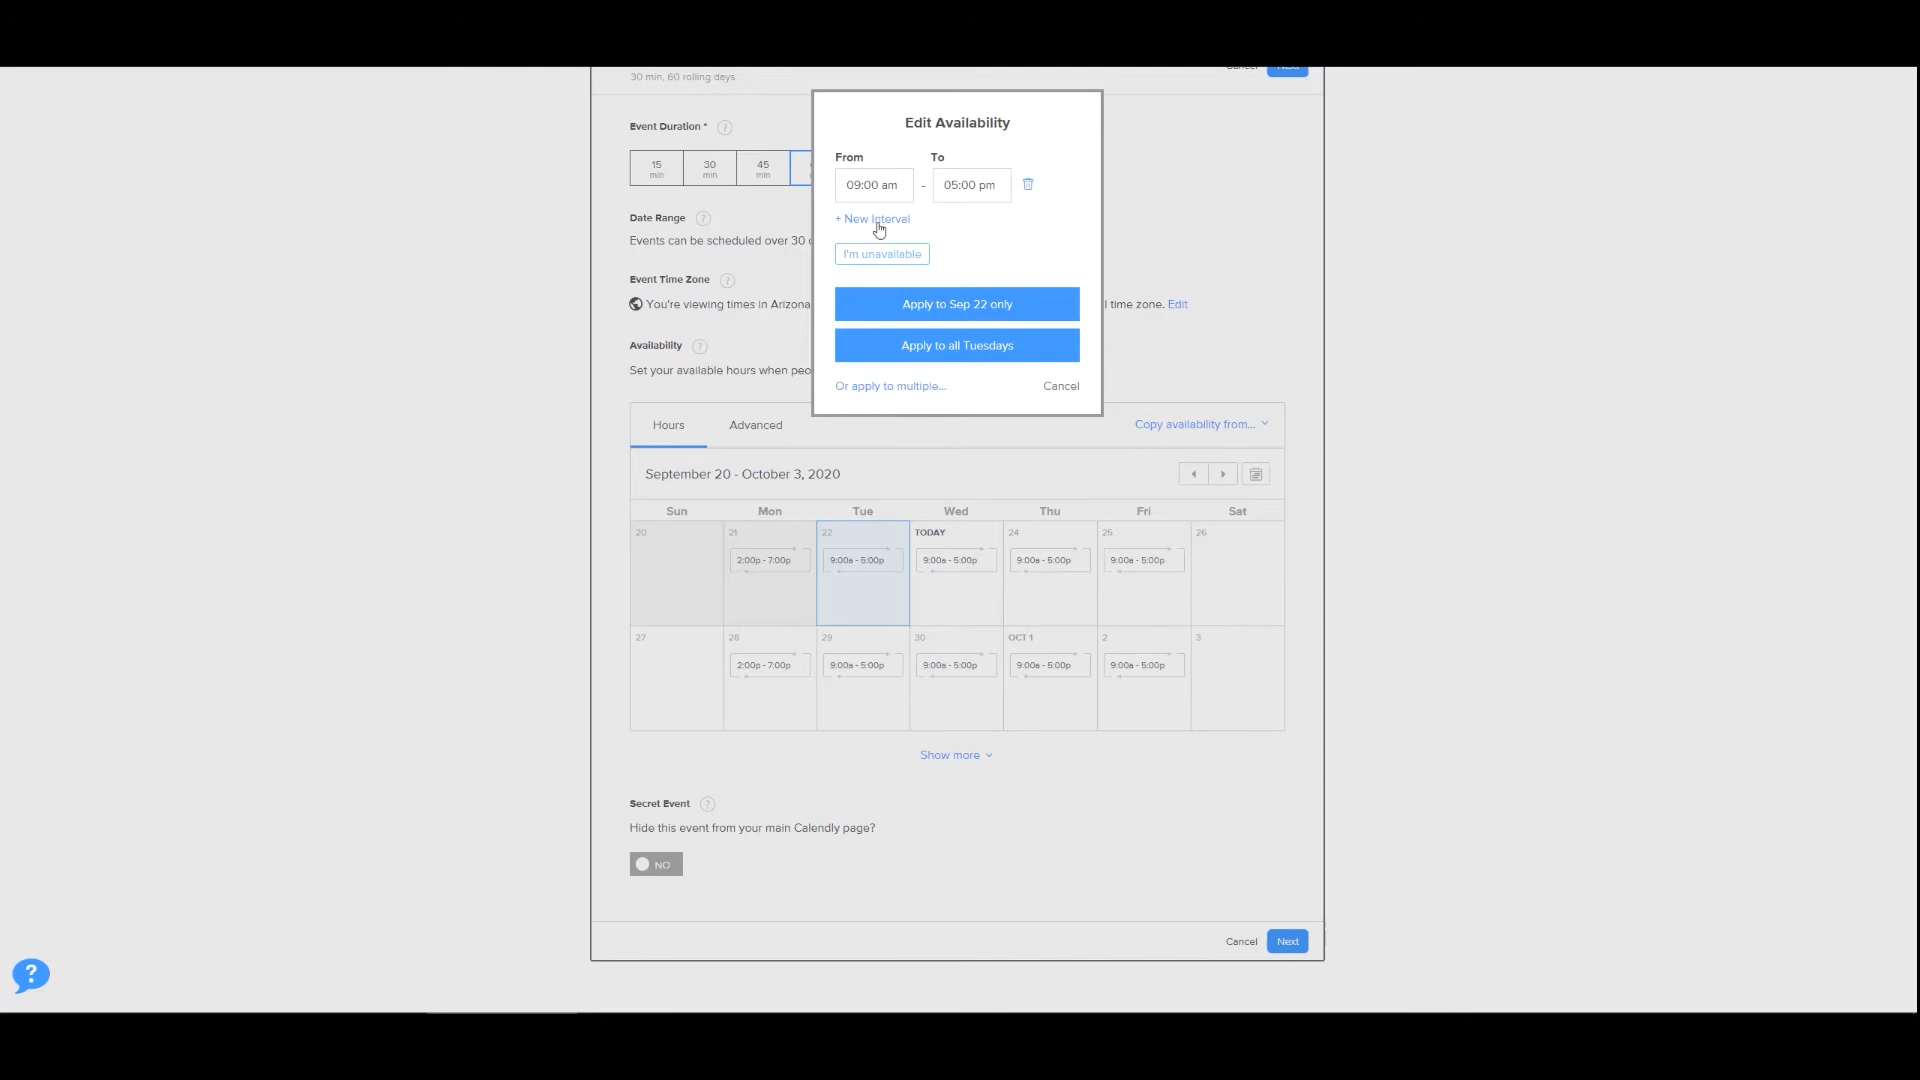 30 min, 60 rolling days
Event Duration *
?
15 min
30 min
45 min
Date Range
?
Events can be scheduled over 30
Event Time Zone
?
You're viewing times in Arizona
time zone. Edit
Availability
?
Set your available hours when
Edit Availability
From
To
09:00 am
-
05:00 pm
+ New Interval
I'm unavailable
Apply to Sep 22 only
Apply to all Tuesdays
Or apply to multiple...
Cancel
Hours
Advanced
Copy availability from...
September 20 - October 3, 2020
Sun Mon Tue Wed Thu Fri Sat
20 21 22 TODAY 24 25 26
2:00p - 7:00p 9:00a - 5:00p 9:00a - 5:00p 9:00a - 5:00p 9:00a - 5:00p
27 28 29 30 OCT 1 2 3
2:00p - 7:00p 9:00a - 5:00p 9:00a - 5:00p 9:00a - 5:00p 9:00a - 5:00p
Show more
Secret Event
?
Hide this event from your main Calendly page?
NO
Cancel
Next
?